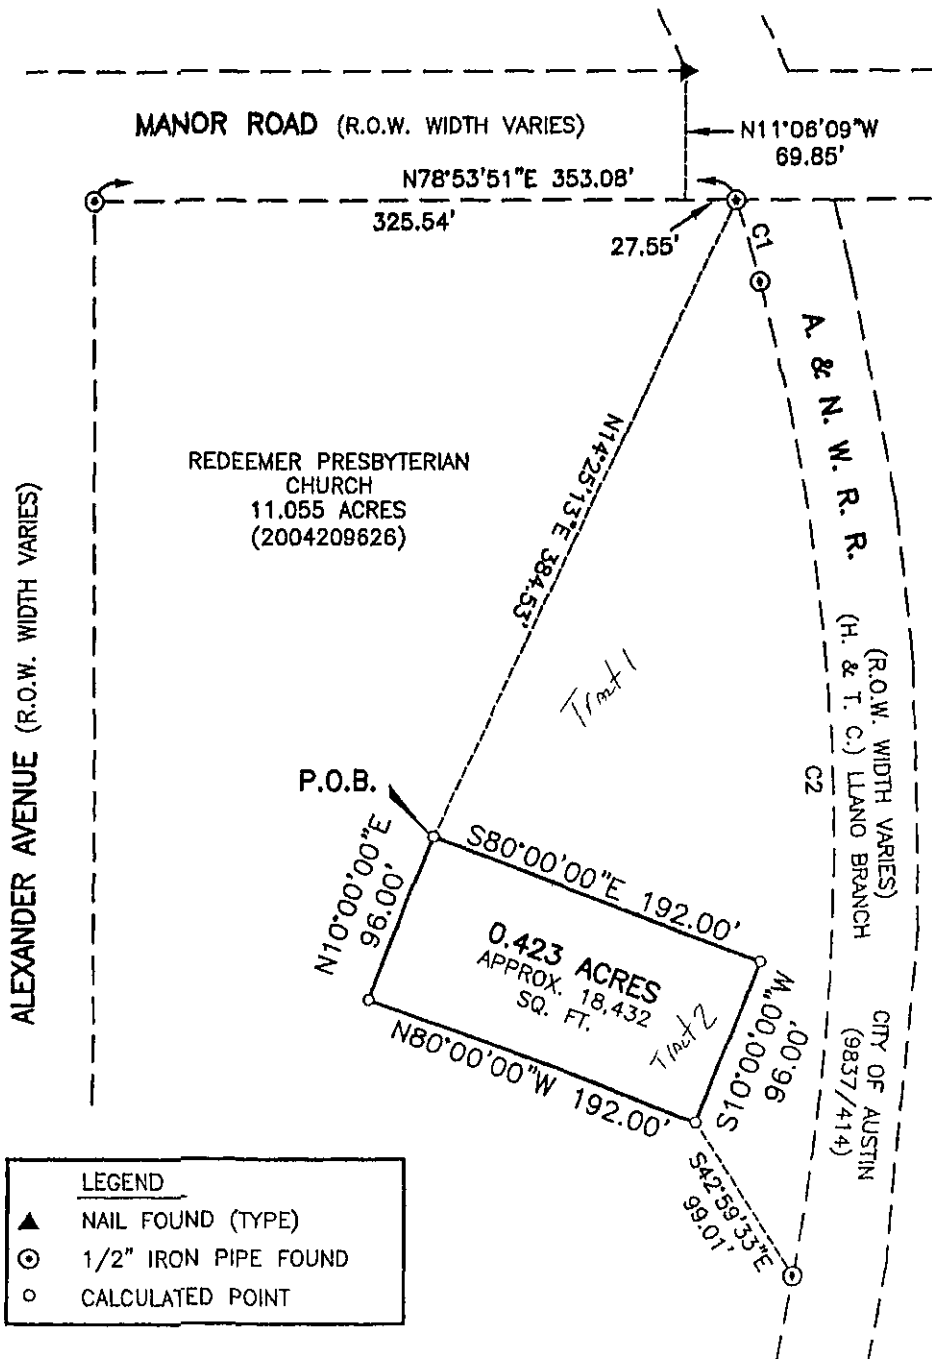 MANOR ROAD (R.O.W. WIDTH VARIES)
N11°06'09"W
69.85'
N78°53'51"E 353.08'
325.54'
27.55'
C1
A. & N. W. R. R.
(R.O.W. WIDTH VARIES)
(H. & T. C.) LLANO BRANCH
C2
CITY OF AUSTIN
(9837/414)
REDEEMER PRESBYTERIAN
CHURCH
11.055 ACRES
(2004209626)
N14°25'13"E 384.53'
ALEXANDER AVENUE (R.O.W. WIDTH VARIES)
Tract 1
P.O.B.
S80°00'00"E 192.00'
N10°00'00"E
96.00'
0.423 ACRES
APPROX. 18,432
SQ. FT.
Tract 2
S10°00'00"W
96.00'
N80°00'00"W 192.00'
S42°59'33"E
99.01'
LEGEND
NAIL FOUND (TYPE)
1/2" IRON PIPE FOUND
CALCULATED POINT